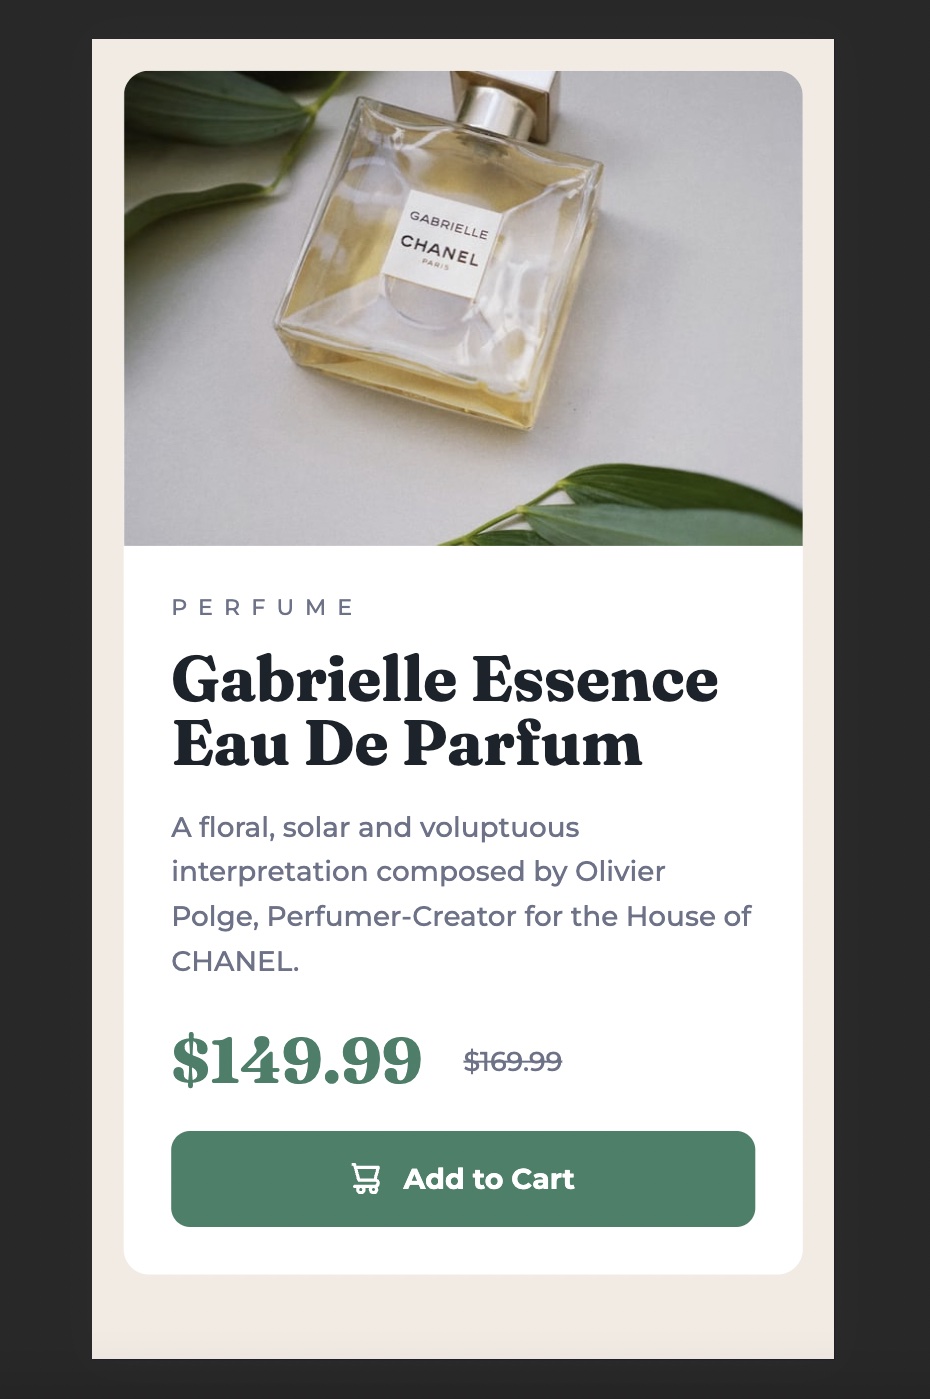 GABRIELLE
CHANEL
PARIS
PERFUME
Gabrielle Essence
Eau De Parfum
A floral, solar and voluptuous
interpretation composed by Olivier
Polge, Perfumer-Creator for the House of
CHANEL.
$149.99 $169.99
Add to Cart